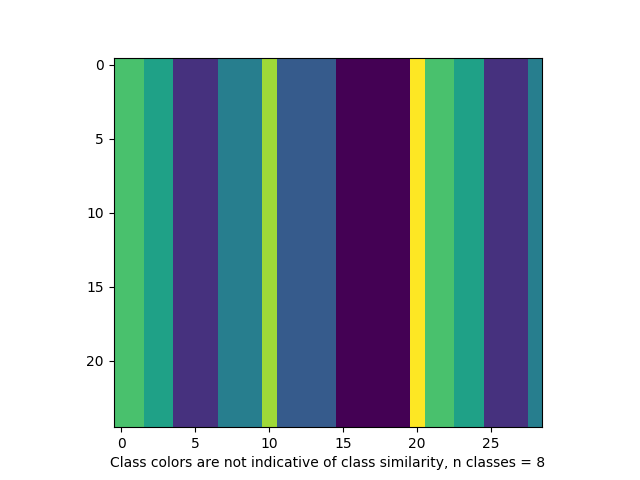 0
5
10
15
20
0 5 10 15 20 25
Class colors are not indicative of class similarity, n classes = 8